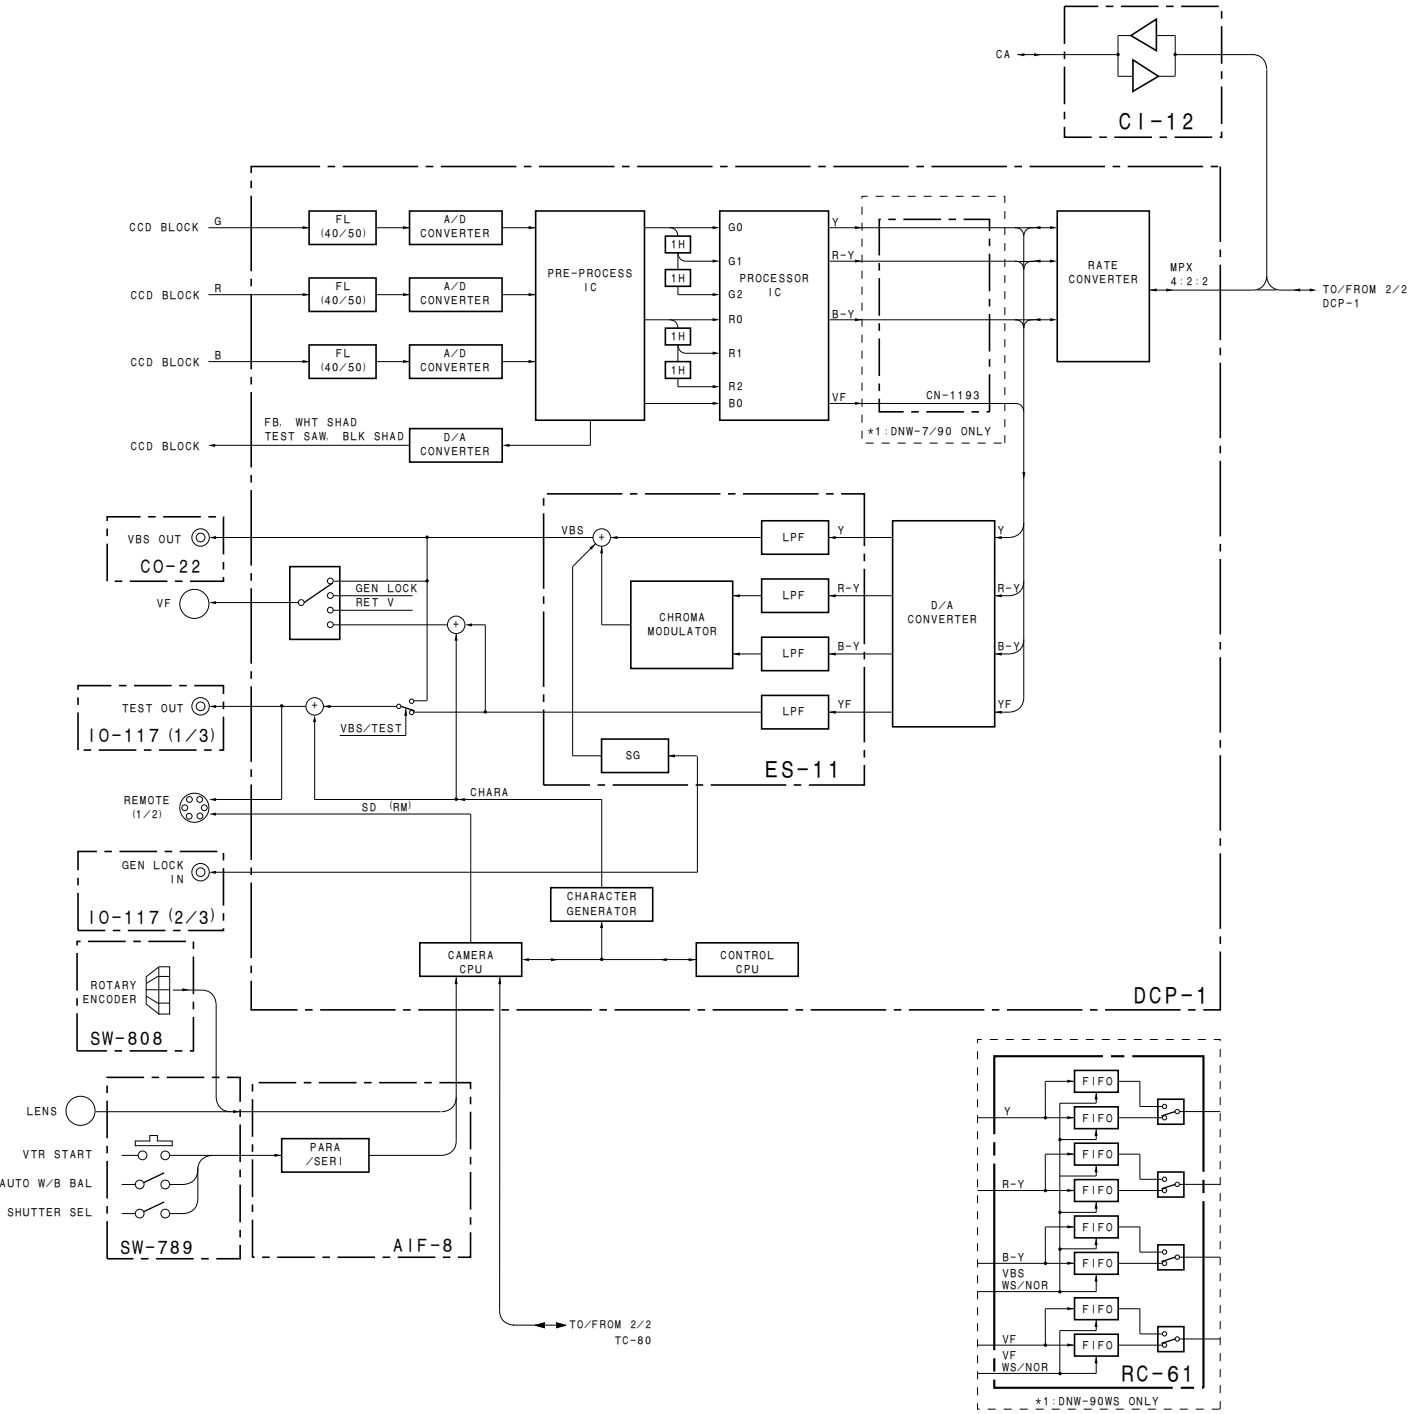 CA
CI-12
CCD BLOCK G
FL
(40/50)
A/D
CONVERTER
CCD BLOCK R
FL
(40/50)
A/D
CONVERTER
CCD BLOCK B
FL
(40/50)
A/D
CONVERTER
PRE-PROCESS
IC
1H
1H
1H
1H
G0
G1
G2
R0
R1
R2
B0
PROCESSOR
IC
Y
R-Y
B-Y
VF
CN-1193
*1:DNW-7/90 ONLY
RATE
CONVERTER
MPX
4:2:2
TO/FROM 2/2
DCP-1
FB, WHT SHAD
TEST SAW, BLK SHAD
CCD BLOCK
D/A
CONVERTER
VBS OUT
CO-22
VF
GEN LOCK
RET V
VBS
+
LPF
Y
CHROMA
MODULATOR
LPF
R-Y
LPF
B-Y
LPF
YF
SG
ES-11
D/A
CONVERTER
Y
R-Y
B-Y
YF
+
TEST OUT
IO-117 (1/3)
+
VBS/TEST
REMOTE
(1/2)
CHARA
SD (RM)
GEN LOCK
IN
IO-117 (2/3)
CHARACTER
GENERATOR
CAMERA
CPU
CONTROL
CPU
DCP-1
ROTARY
ENCODER
SW-808
LENS
VTR START
AUTO W/B BAL
SHUTTER SEL
SW-789
PARA
/SERI
AIF-8
TO/FROM 2/2
TC-80
Y
FIFO
FIFO
R-Y
FIFO
FIFO
B-Y
FIFO
FIFO
VBS
WS/NOR
VF
FIFO
FIFO
VF
WS/NOR
RC-61
*1:DNW-90WS ONLY